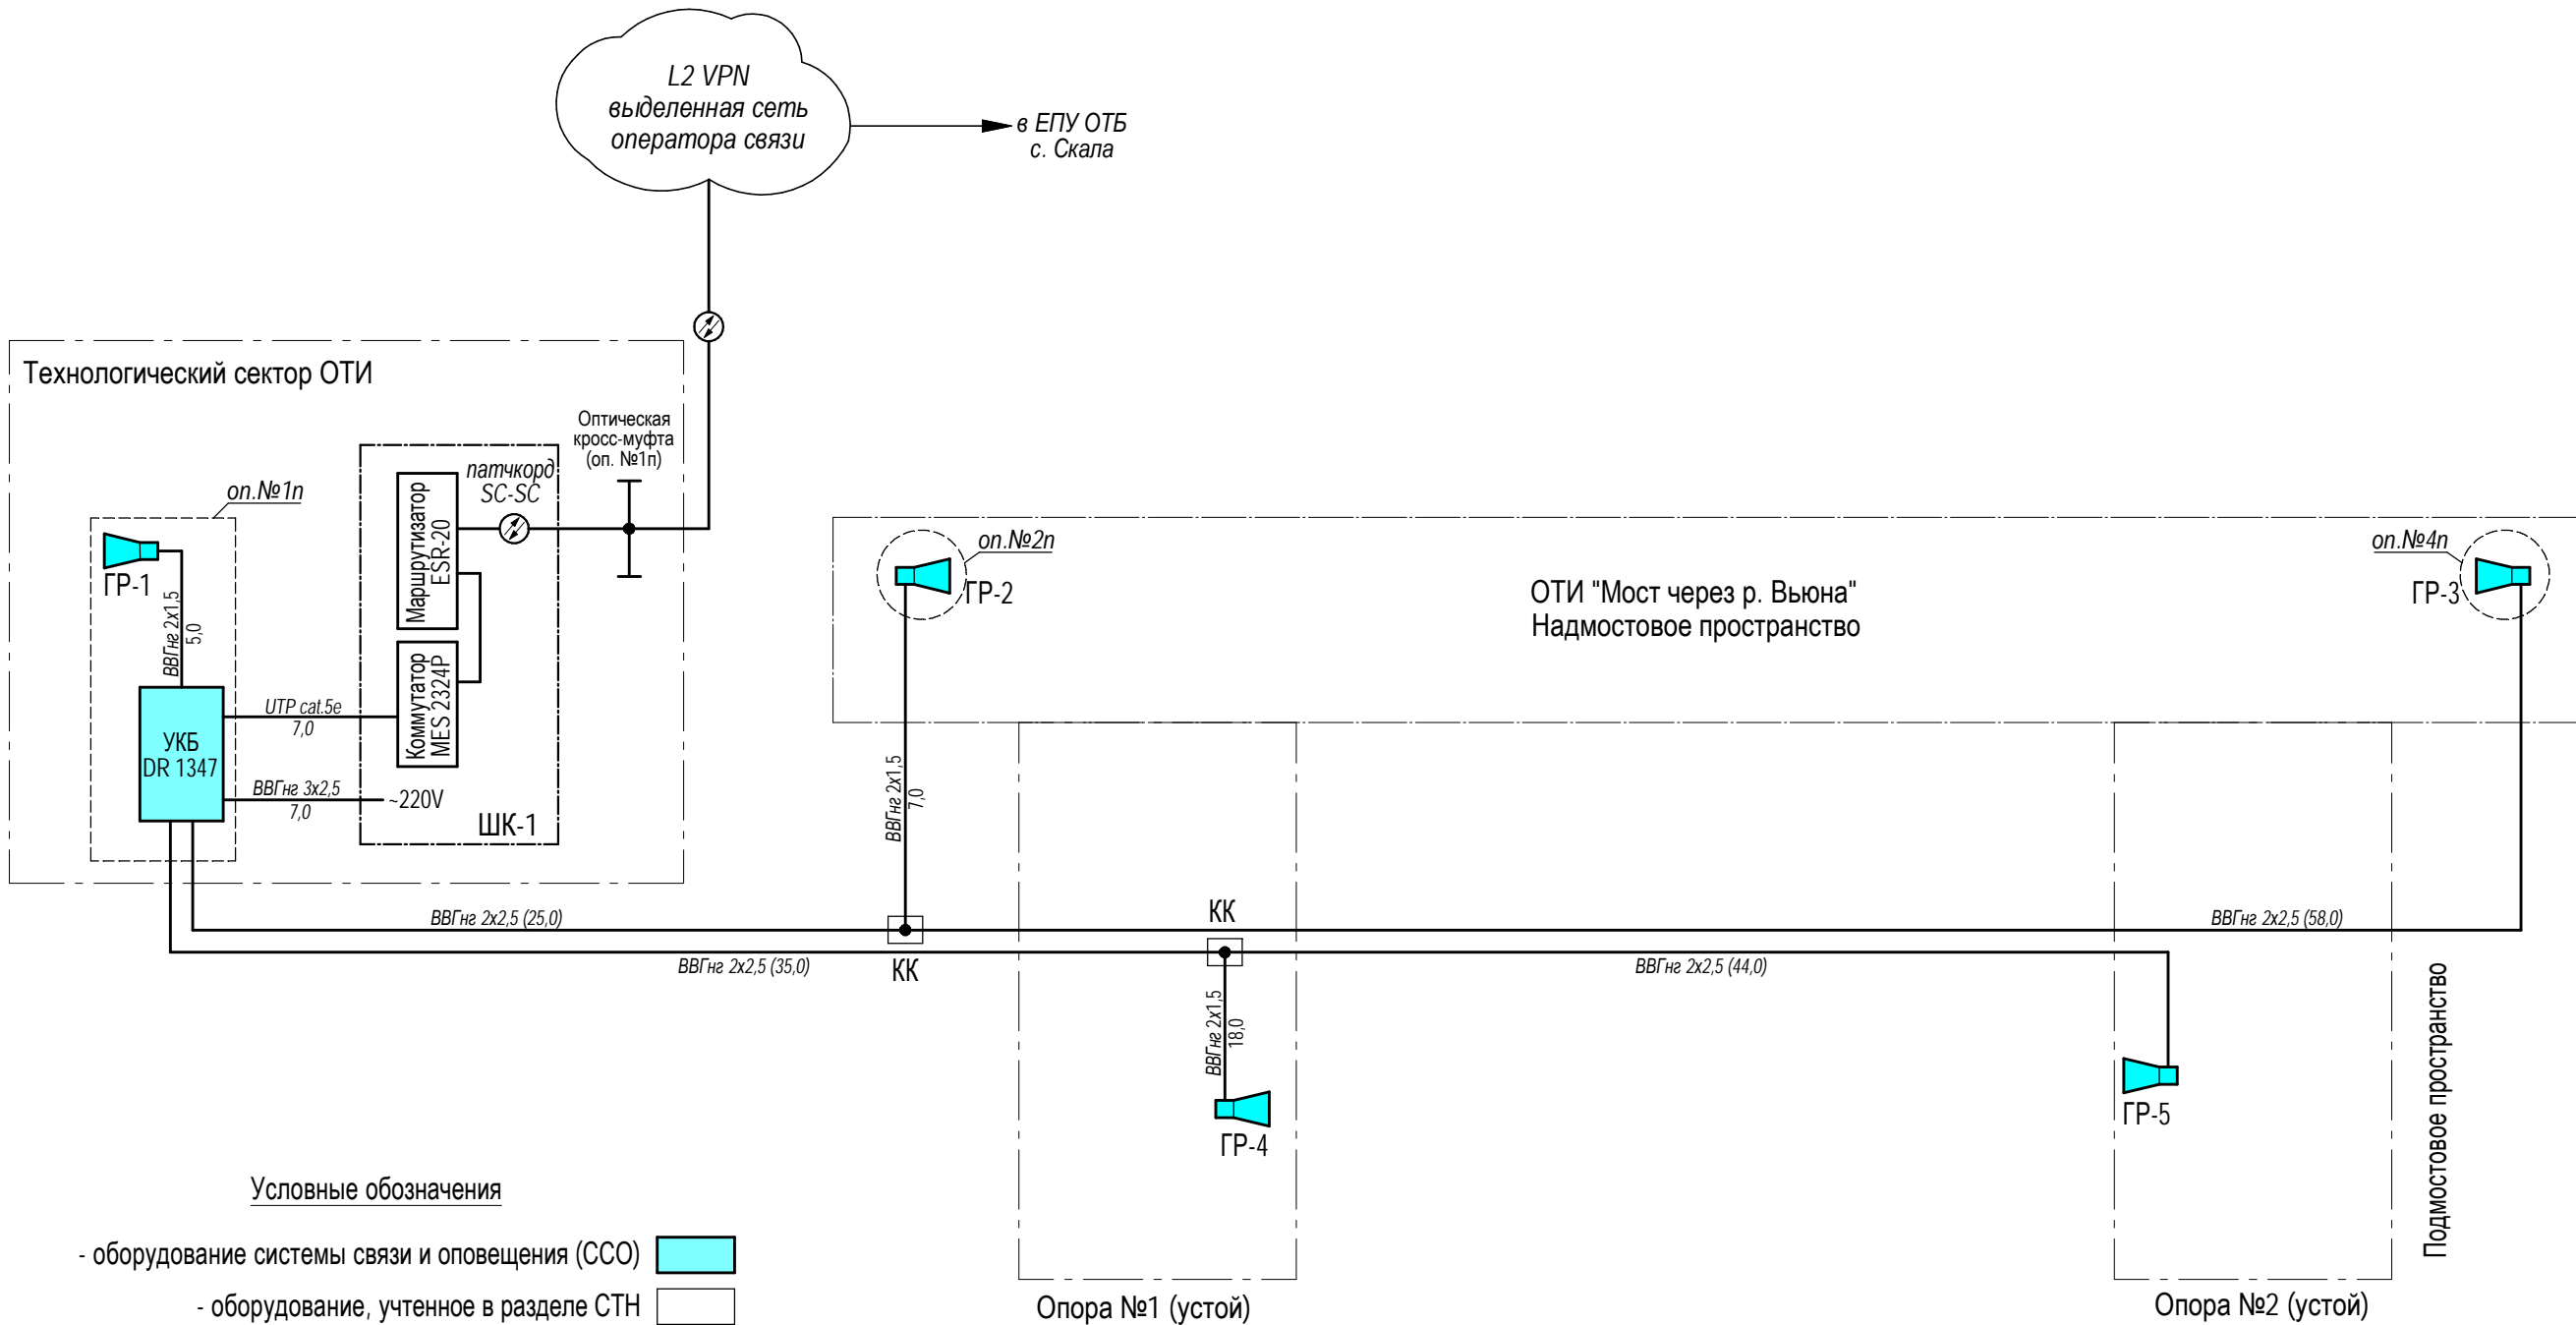 L2 VPN
выделенная сеть
оператора связи
в ЕПУ ОТБ
с. Скала
Технологический сектор ОТИ
Оптическая
кросс-муфта
(оп. №1п)
патчкорд
SC-SC
оп.№1п
ГР-1
ВВГнг 2х1,5
5,0
Маршрутизатор
ESR-20
Коммутатор
MES 2324P
УКБ
DR 1347
UTP cat.5e
7,0
ВВГнг 3х2,5
7,0
~220V
ШК-1
оп.№2п
ГР-2
ВВГнг 2х1,5
7,0
ОТИ "Мост через р. Вьюна"
Надмостовое пространство
оп.№4п
ГР-3
ВВГнг 2х2,5 (25,0)
КК
ВВГнг 2х2,5 (58,0)
ВВГнг 2х2,5 (35,0)
КК
ВВГнг 2х2,5 (44,0)
ВВГнг 2х1,5
18,0
ГР-4
ГР-5
Подмостовое пространство
Опора №1 (устой)
Опора №2 (устой)
Условные обозначения
- оборудование системы связи и оповещения (ССО)
- оборудование, учтенное в разделе СТН